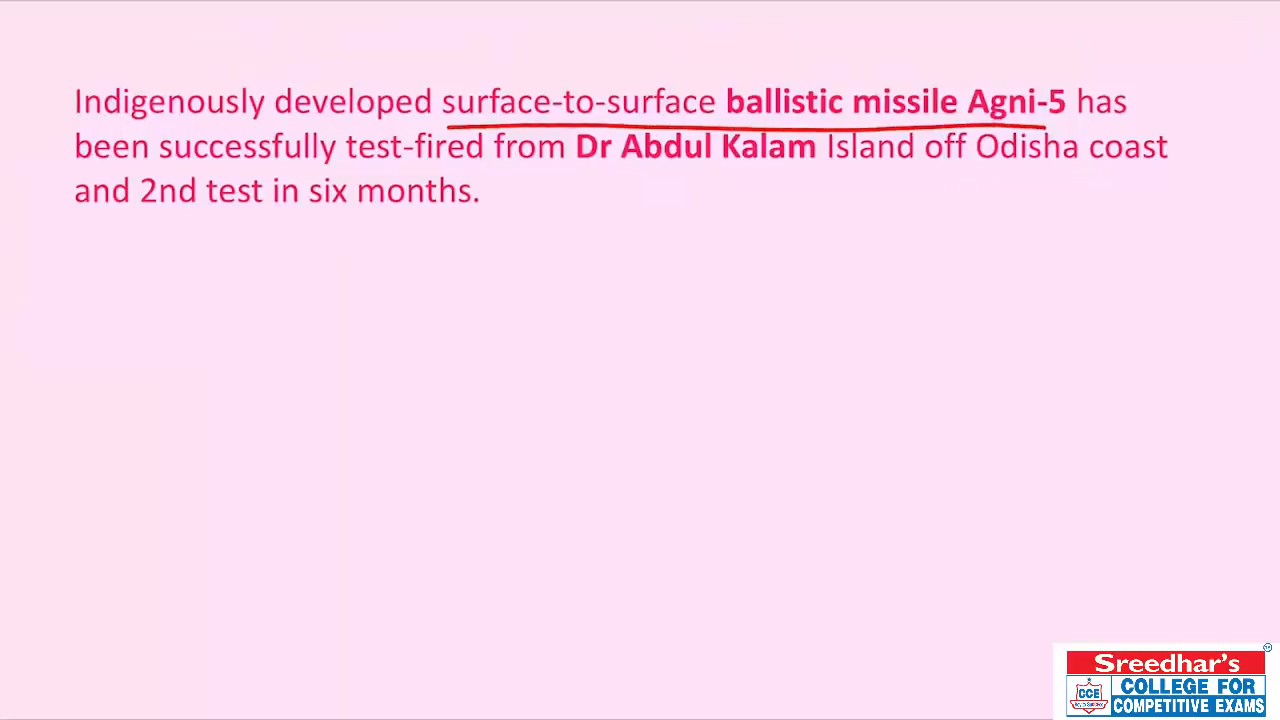 Indigenously developed surface-to-surface ballistic missile Agni-5 has
been successfully test-fired from Dr Abdul Kalam Island off Odisha coast
and 2nd test in six months.
Sreedhar's
CCE
COLLEGE FOR
COMPETITIVE EXAMS